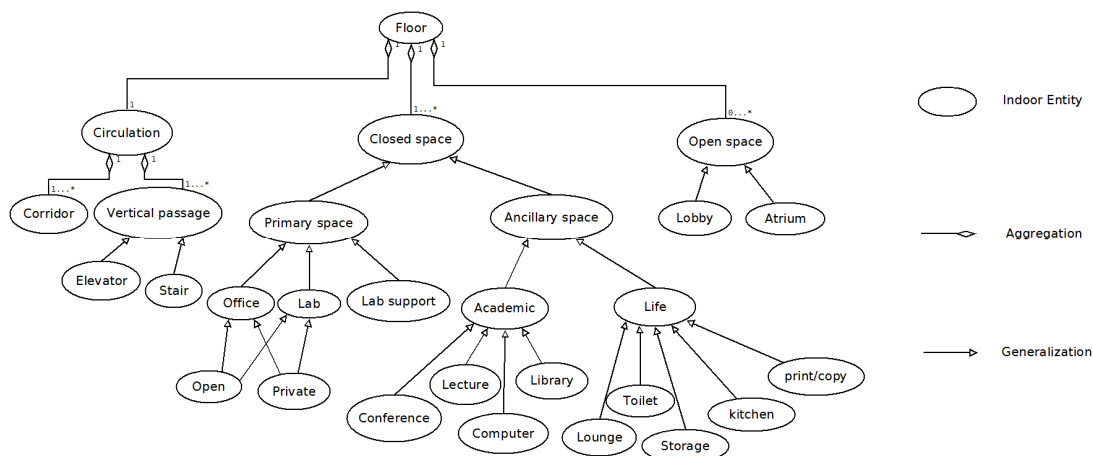 Floor
1
1
1
1
1...*
0...*
Indoor Entity
Circulation
Closed space
Open space
1
1
1...*
1...*
Corridor
Vertical passage
Primary space
Ancillary space
Lobby
Atrium
Aggregation
Elevator
Stair
Office
Lab
Lab support
Academic
Life
Generalization
Open
Private
Lecture
Library
print/copy
Conference
Computer
Toilet
kitchen
Lounge
Storage